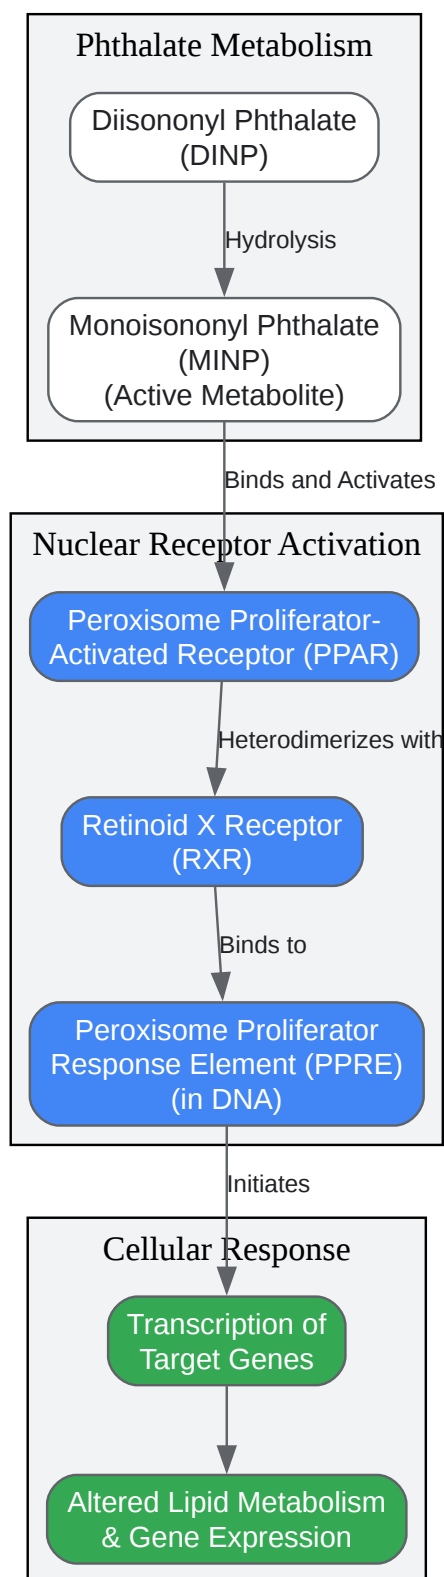 Phthalate Metabolism
Diisononyl Phthalate
(DINP)
Hydrolysis
Monoisononyl Phthalate
(MINP)
(Active Metabolite)
Binds and Activates
Nuclear Receptor Activation
Peroxisome Proliferator-
Activated Receptor (PPAR)
Heterodimerizes with
Retinoid X Receptor
(RXR)
Binds to
Peroxisome Proliferator
Response Element (PPRE)
(in DNA)
Initiates
Cellular Response
Transcription of
Target Genes
Altered Lipid Metabolism
& Gene Expression